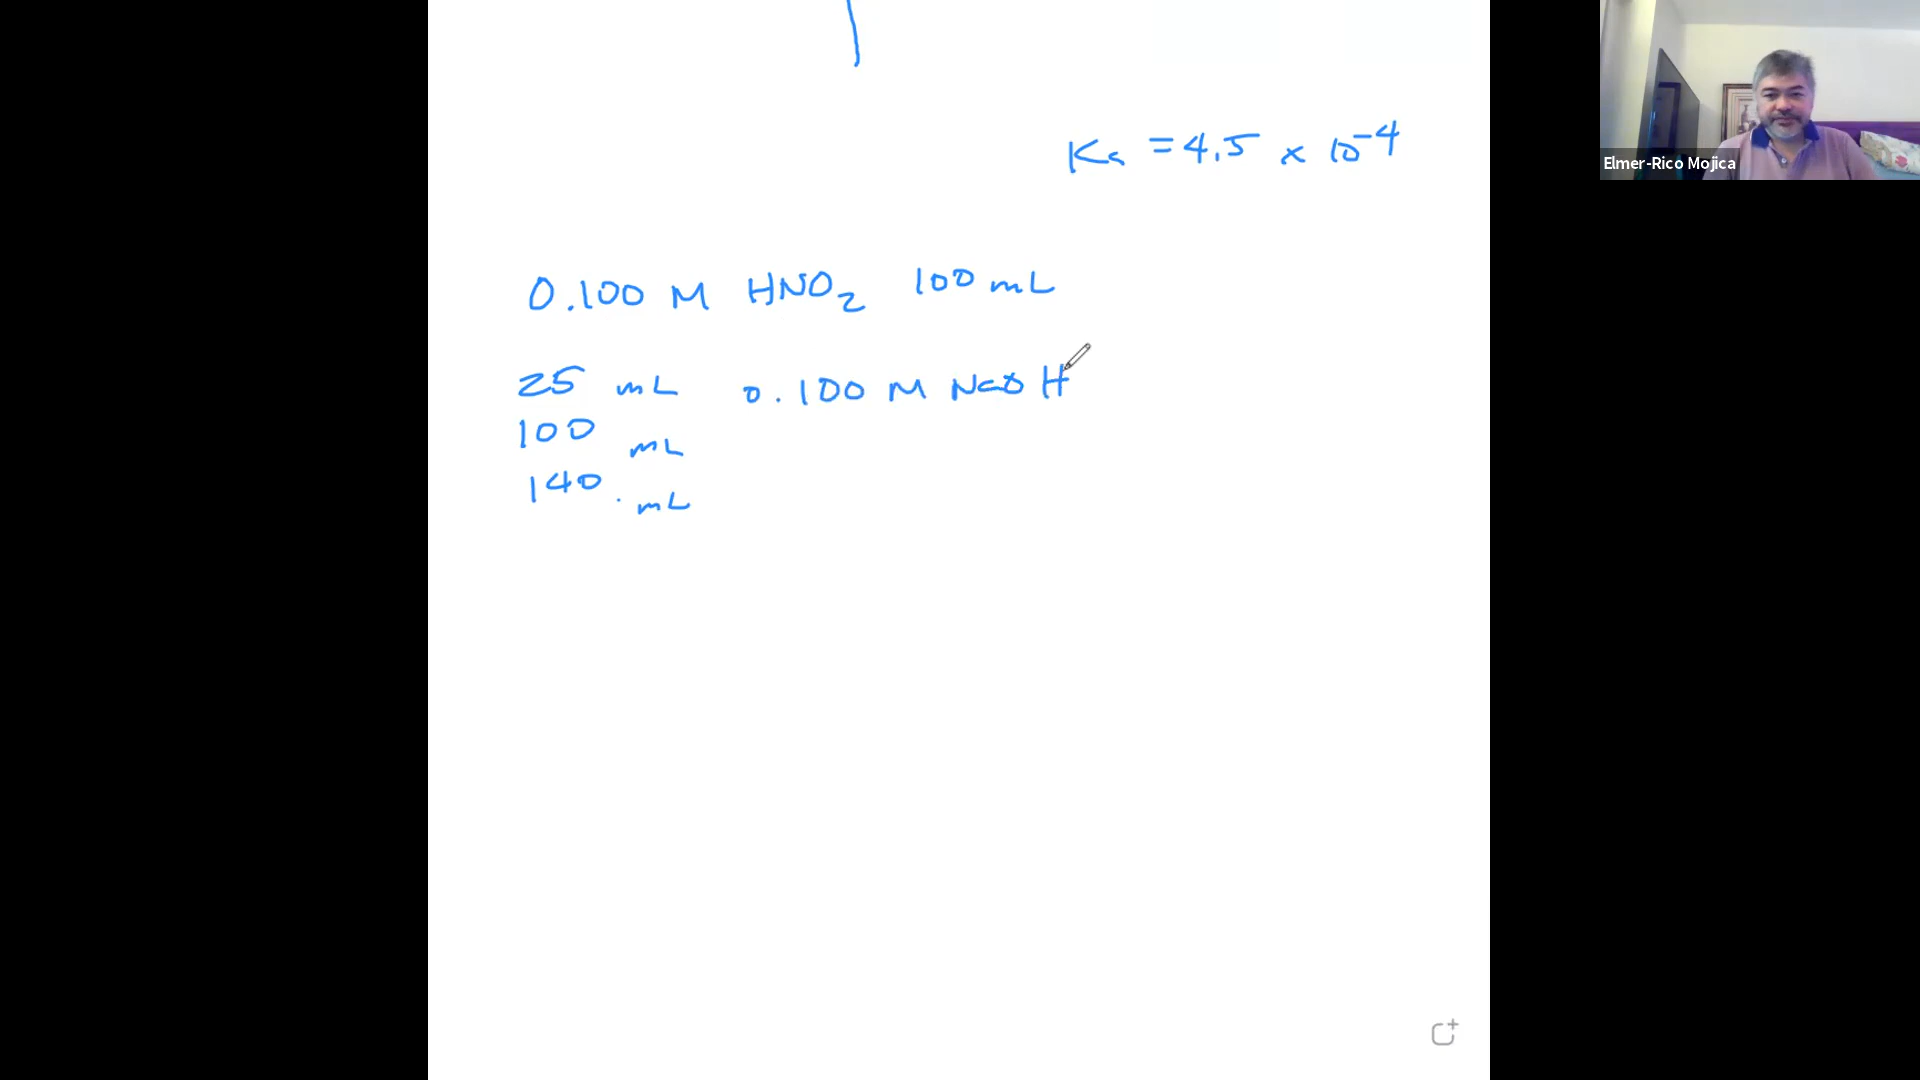 Ka = 4.5 x 10⁻⁴
Elmer-Rico Mojica
0.100 M HNO₂ 100 mL
25 mL 0.100 M NaOH
100 mL
140. mL